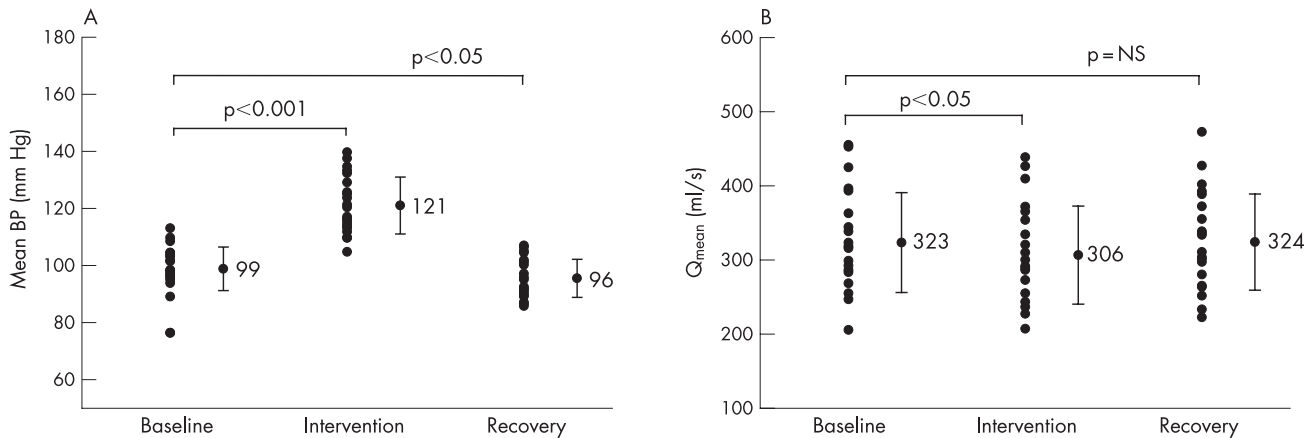 A
Mean BP (mm Hg)
180
160
140
120
100
80
60
p<0.05
p<0.001
99
121
96
Baseline
Intervention
Recovery
B
Qmean (ml/s)
600
500
400
300
200
100
p=NS
p<0.05
323
306
324
Baseline
Intervention
Recovery